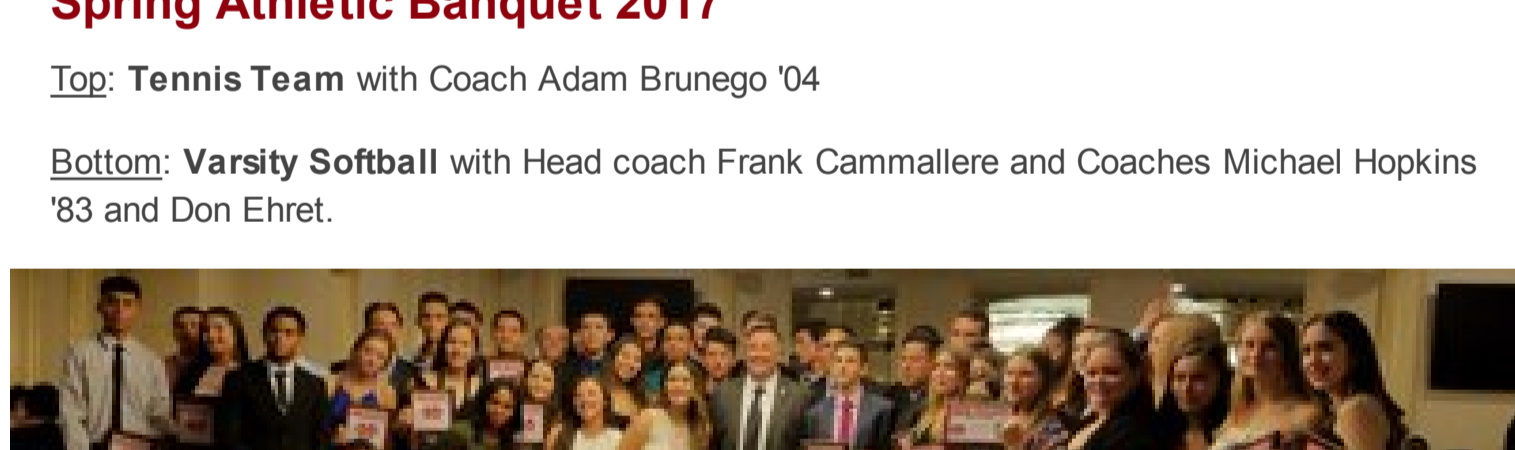 Spring Athletic Banquet 2017
Top: Tennis Team with Coach Adam Brunego '04
Bottom: Varsity Softball with Head coach Frank Cammallere and Coaches Michael Hopkins
'83 and Don Ehret.